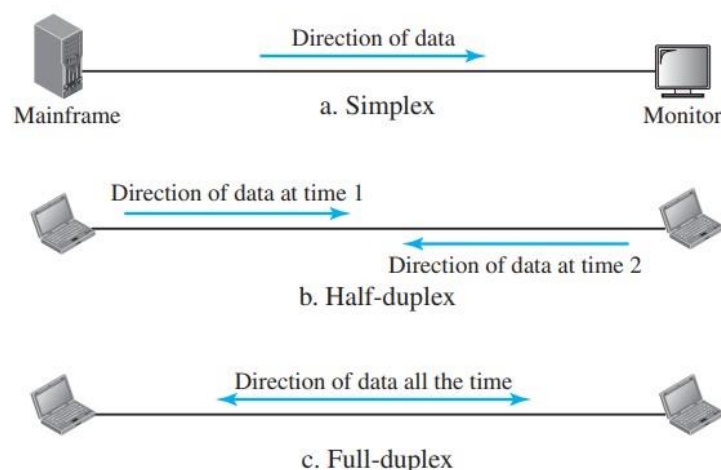 Direction of data
Mainframe
Monitor
a. Simplex
Direction of data at time 1
Direction of data at time 2
b. Half-duplex
Direction of data all the time
c. Full-duplex